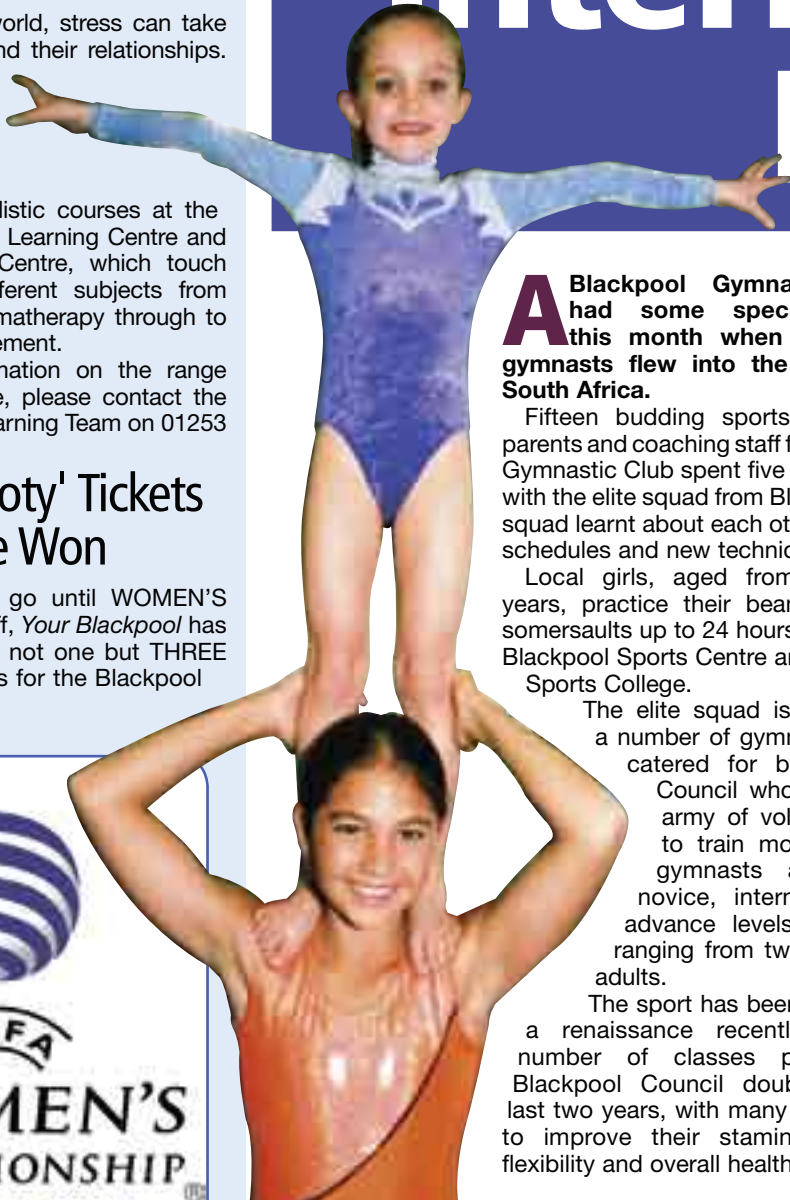 world, stress can take
nd their relationships.
listic courses at the
Learning Centre and
Centre, which touch
fferent subjects from
matherapy through to
ement.
mation on the range
e, please contact the
arning Team on 01253
oty' Tickets
e Won
go until WOMEN'S
ff, Your Blackpool has
not one but THREE
s for the Blackpool
FA
MEN'S
IONSHIP
inter
A Blackpool Gymna
had some spec
this month when
gymnasts flew into the
South Africa.
Fifteen budding sports
parents and coaching staff f
Gymnastic Club spent five
with the elite squad from Bl
squad learnt about each ot
schedules and new techni
Local girls, aged from
years, practice their bear
somersaults up to 24 hours
Blackpool Sports Centre a
Sports College.
The elite squad is
a number of gym
catered for b
Council who
army of vol
to train mo
gymnasts a
novice, intern
advance levels
ranging from tw
adults.
The sport has been
a renaissance recentl
number of classes p
Blackpool Council doub
last two years, with many
to improve their stamin
flexibility and overall health